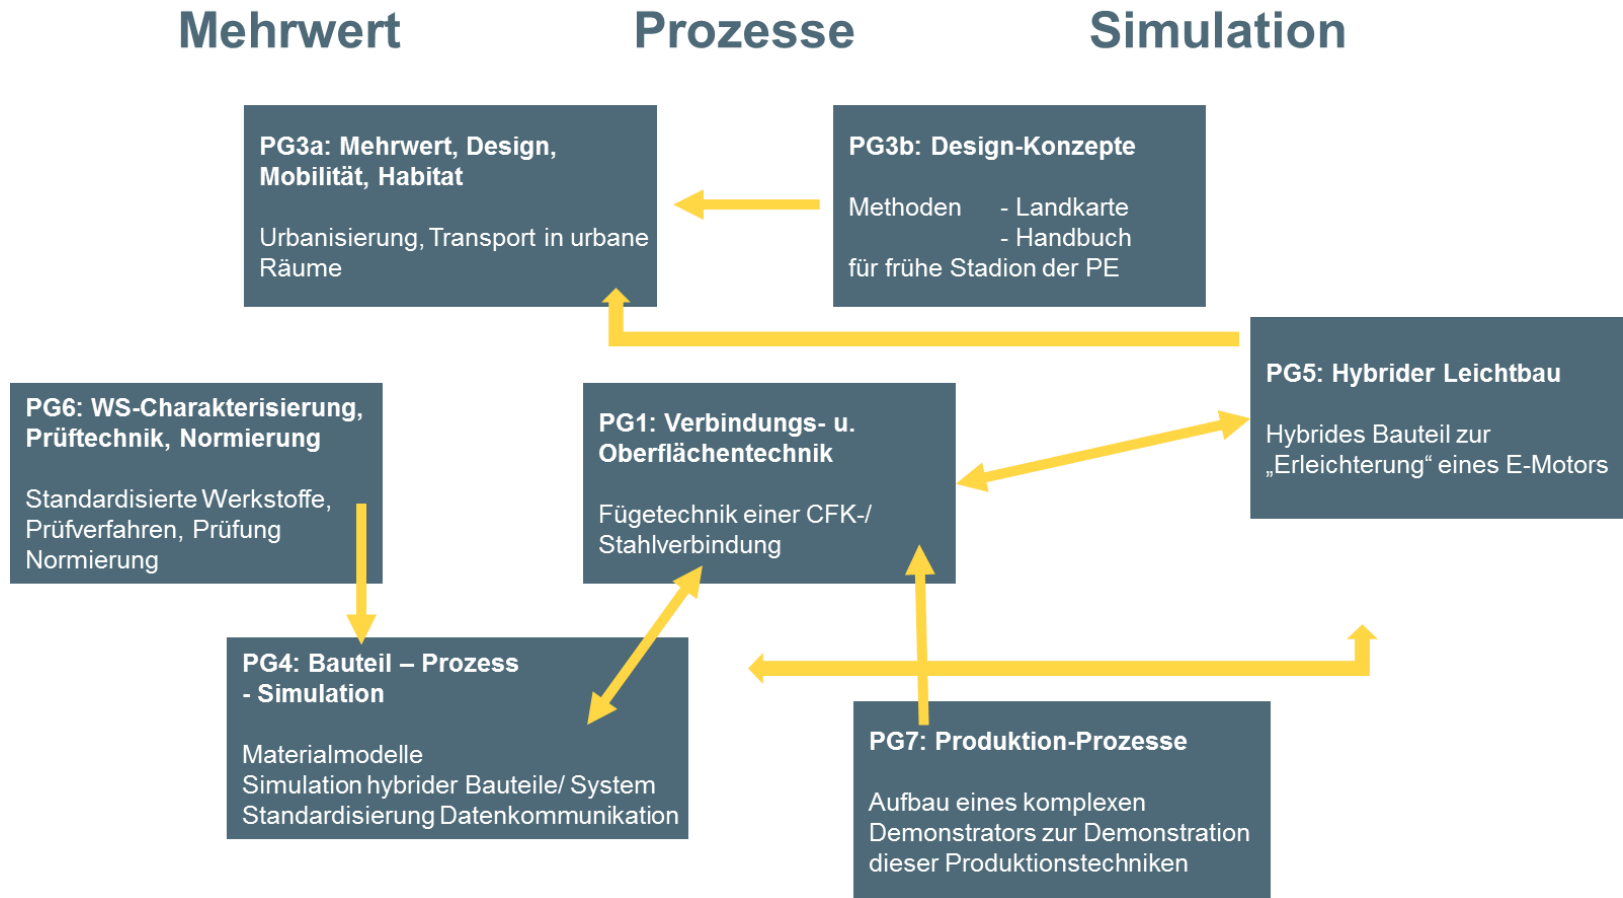 Mehrwert
Prozesse
Simulation
PG3a: Mehrwert, Design,
Mobilität, Habitat
Urbanisierung, Transport in urbane
Räume
PG3b: Design-Konzepte
Methoden - Landkarte
- Handbuch
für frühe Stadion der PE
PG5: Hybrider Leichtbau
Hybrides Bauteil zur
„Erleichterung“ eines E-Motors
PG6: WS-Charakterisierung,
Prüftechnik, Normierung
Standardisierte Werkstoffe,
Prüfverfahren, Prüfung
Normierung
PG1: Verbindungs- u.
Oberflächentechnik
Fügetechnik einer CFK-/
Stahlverbindung
PG4: Bauteil – Prozess
- Simulation
Materialmodelle
Simulation hybrider Bauteile/ System
Standardisierung Datenkommunikation
PG7: Produktion-Prozesse
Aufbau eines komplexen
Demonstrators zur Demonstration
dieser Produktionstechniken